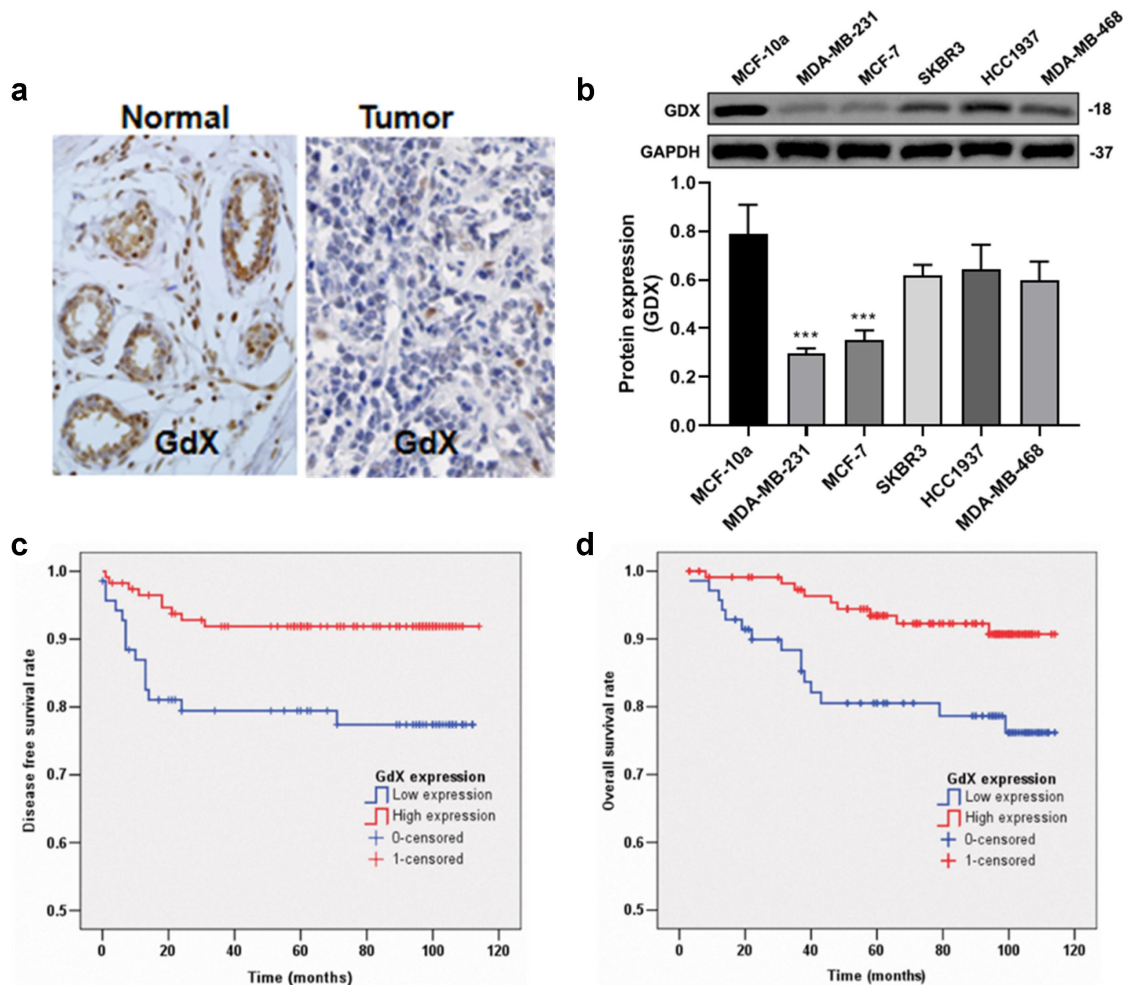 a
Normal
Tumor
GdX
GdX
b
MCF-10a
MDA-MB-231
MCF-7
SKBR3
HCC1937
MDA-MB-468
GDX
-18
GAPDH
-37
Protein expression
(GDX)
1.0
0.8
0.6
0.4
0.2
0.0
***
***
MCF-10a
MDA-MB-231
MCF-7
SKBR3
HCC1937
MDA-MB-468
c
Disease free survival rate
1.0
0.9
0.8
0.7
0.6
0.5
GdX expression
Low expression
High expression
0-censored
1-censored
0 20 40 60 80 100 120
Time (months)
d
Overall survival rate
1.0
0.9
0.8
0.7
0.6
0.5
GdX expression
Low expression
High expression
0-censored
1-censored
0 20 40 60 80 100 120
Time (months)